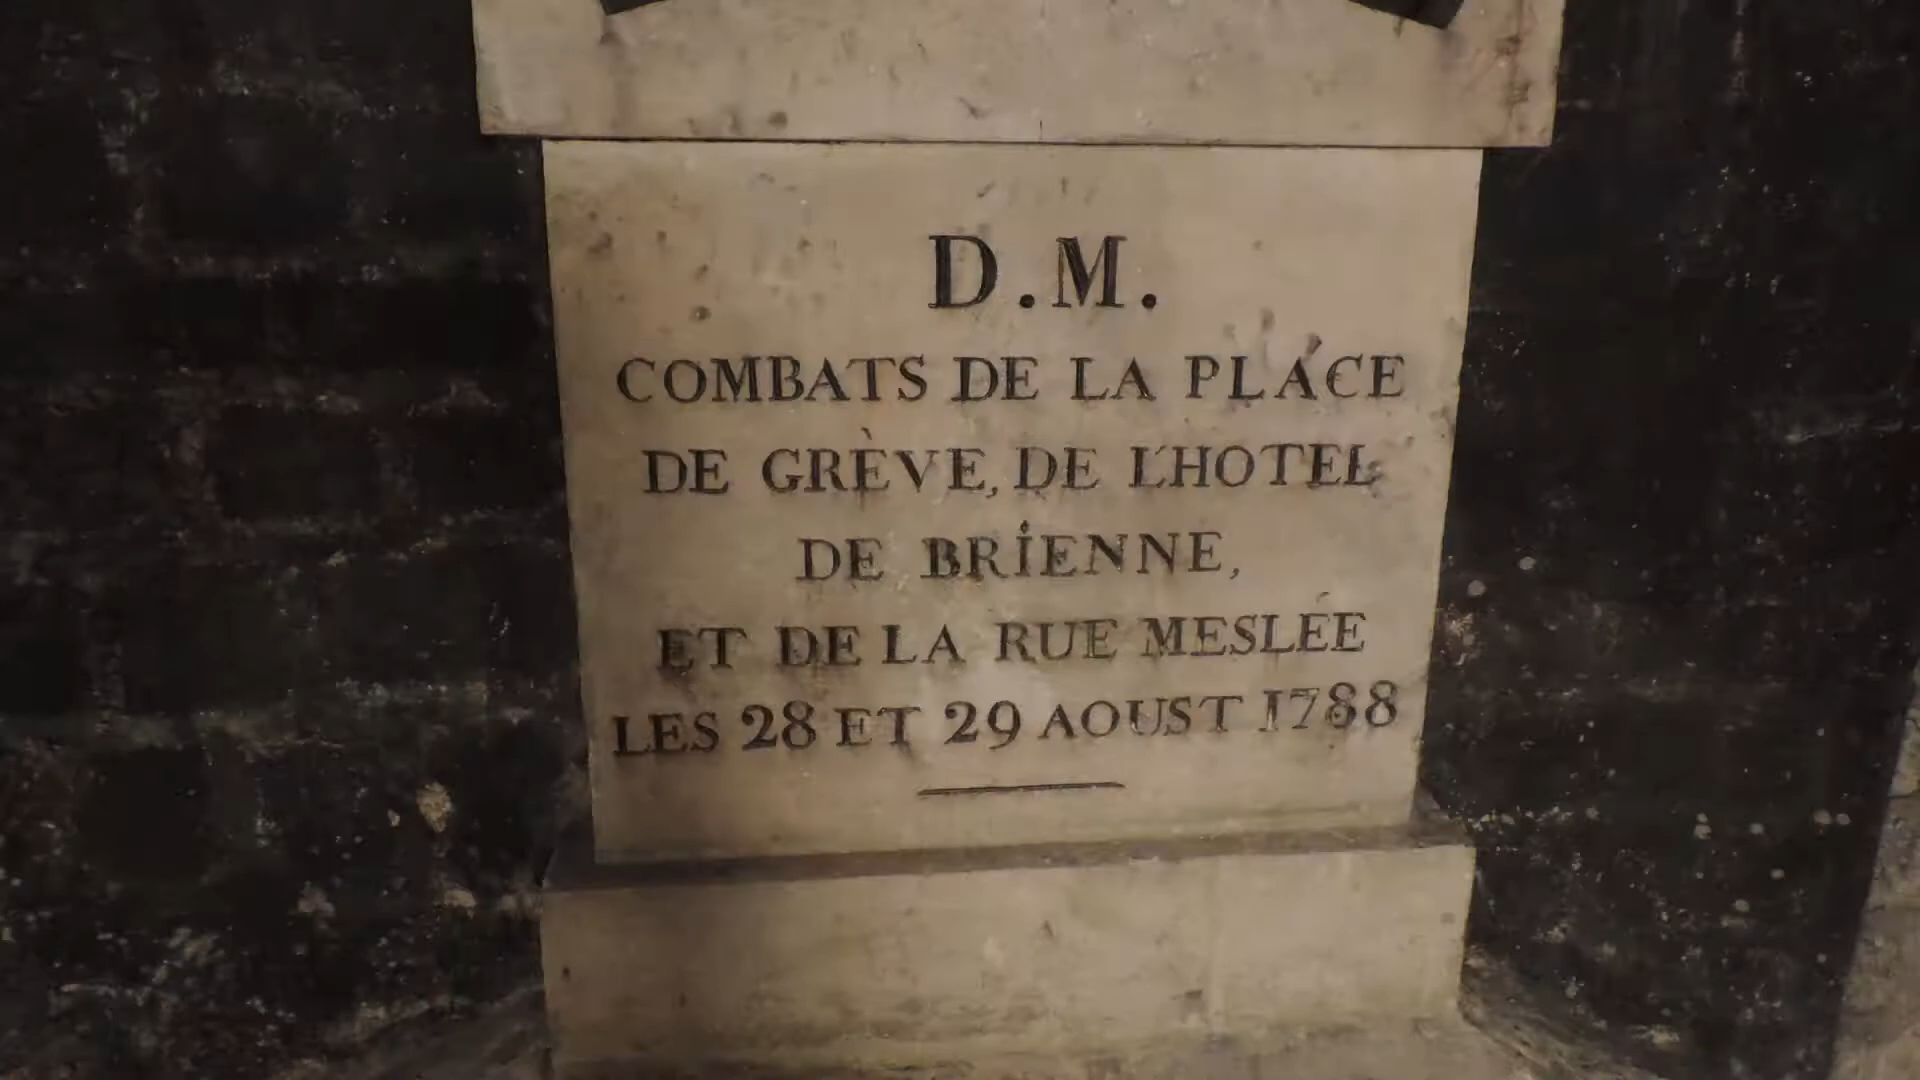 D.M.
COMBATS DE LA PLACE
DE GRÈVE, DE L'HOTEL
DE BRIENNE,
ET DE LA RUE MESLÉE
LES 28 ET 29 AOUST 1788